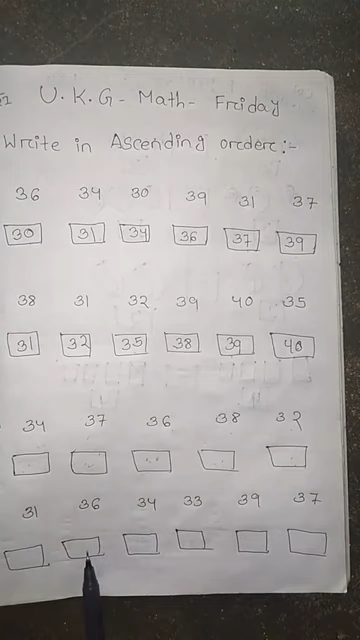 U.K.G - Math - Friday
Write in Ascending order:-
36 34 30 39 31 37
30 31 34 36 37 39
38 31 32 39 40 35
31 32 35 38 39 40
34 37 36 38 32
31 36 34 33 39 37